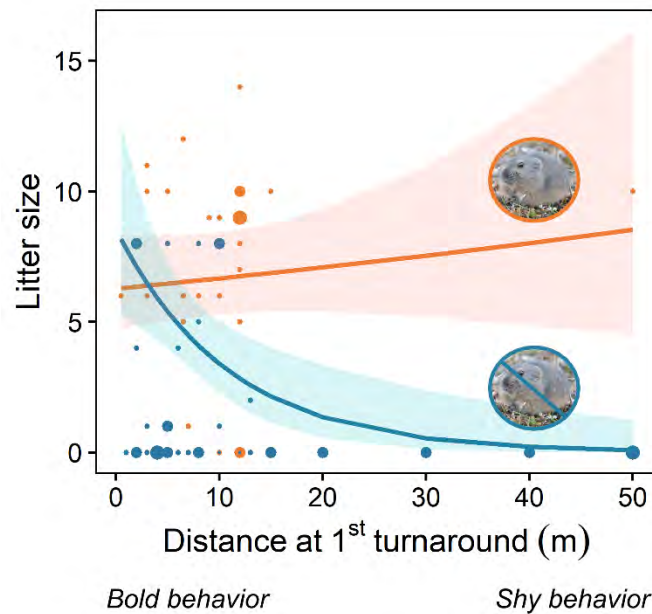 15
10
5
0
Litter size
0 10 20 30 40 50
Distance at 1st turnaround (m)
Bold behavior Shy behavior